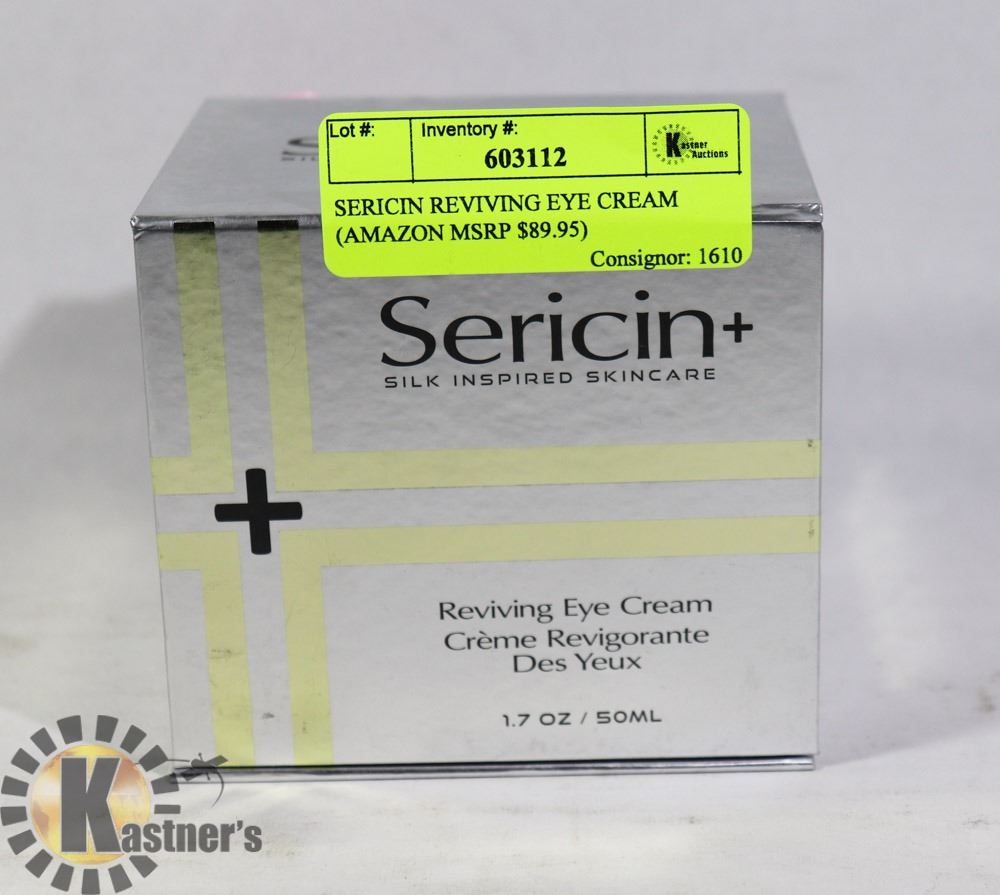 Lot #:
Inventory #:
603112
Kastner
Auctions
SERICIN REVIVING EYE CREAM
(AMAZON MSRP $89.95)
Consignor: 1610
Sericin+
SILK INSPIRED SKINCARE
Reviving Eye Cream
Crème Revigorante
Des Yeux
1.7 OZ / 50ML
Kastner's